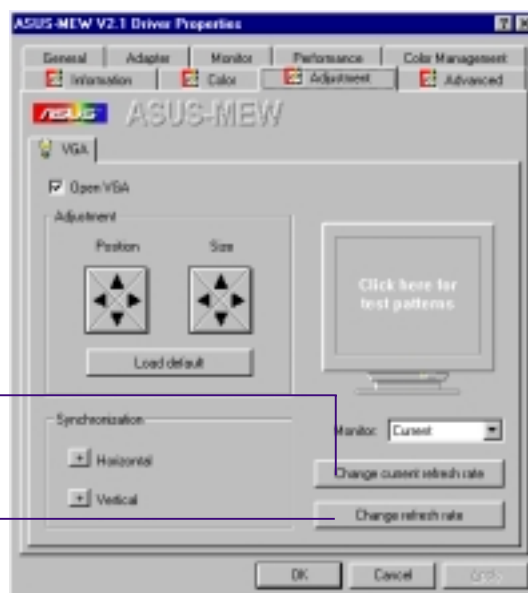 ASUS-MEW V2.1 Driver Properties
General Adapter Monitor Performance Color Management
Information Color Adjustment Advanced
ASUS ASUS-MEW
VGA
Open VGA
Adjustment
Position Size
Click here for
test patterns
Load default
Synchronization
Monitor: Current
+ Horizontal
Change current refresh rate
+ Vertical
Change refresh rate
OK Cancel Apply